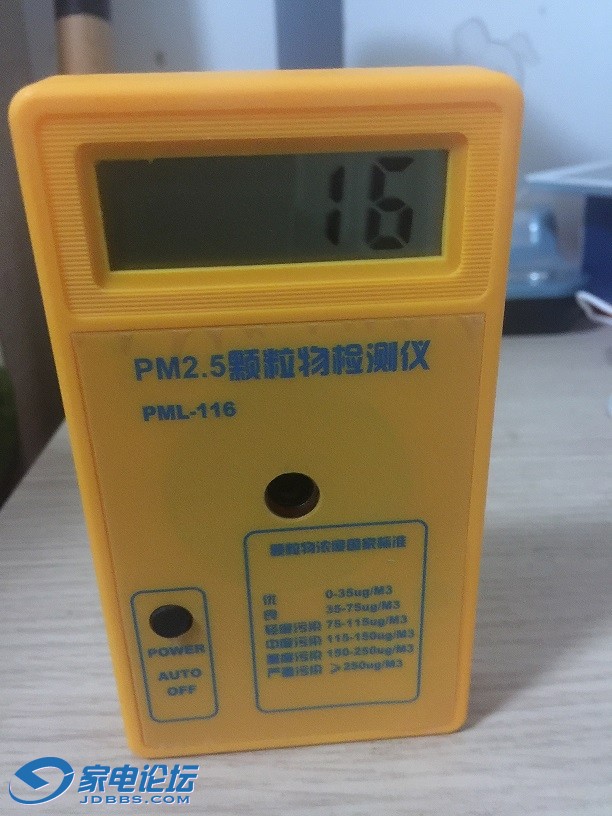 16
PM2.5颗粒物检测仪
PML-116
颗粒物浓度国家标准
优 0-35ug/M3
良 35-75ug/M3
轻度污染 75-115ug/M3
中度污染 115-150ug/M3
重度污染 150-250ug/M3
严重污染 ≥250ug/M3
POWER
AUTO
OFF
家电论坛
JDBBS.COM